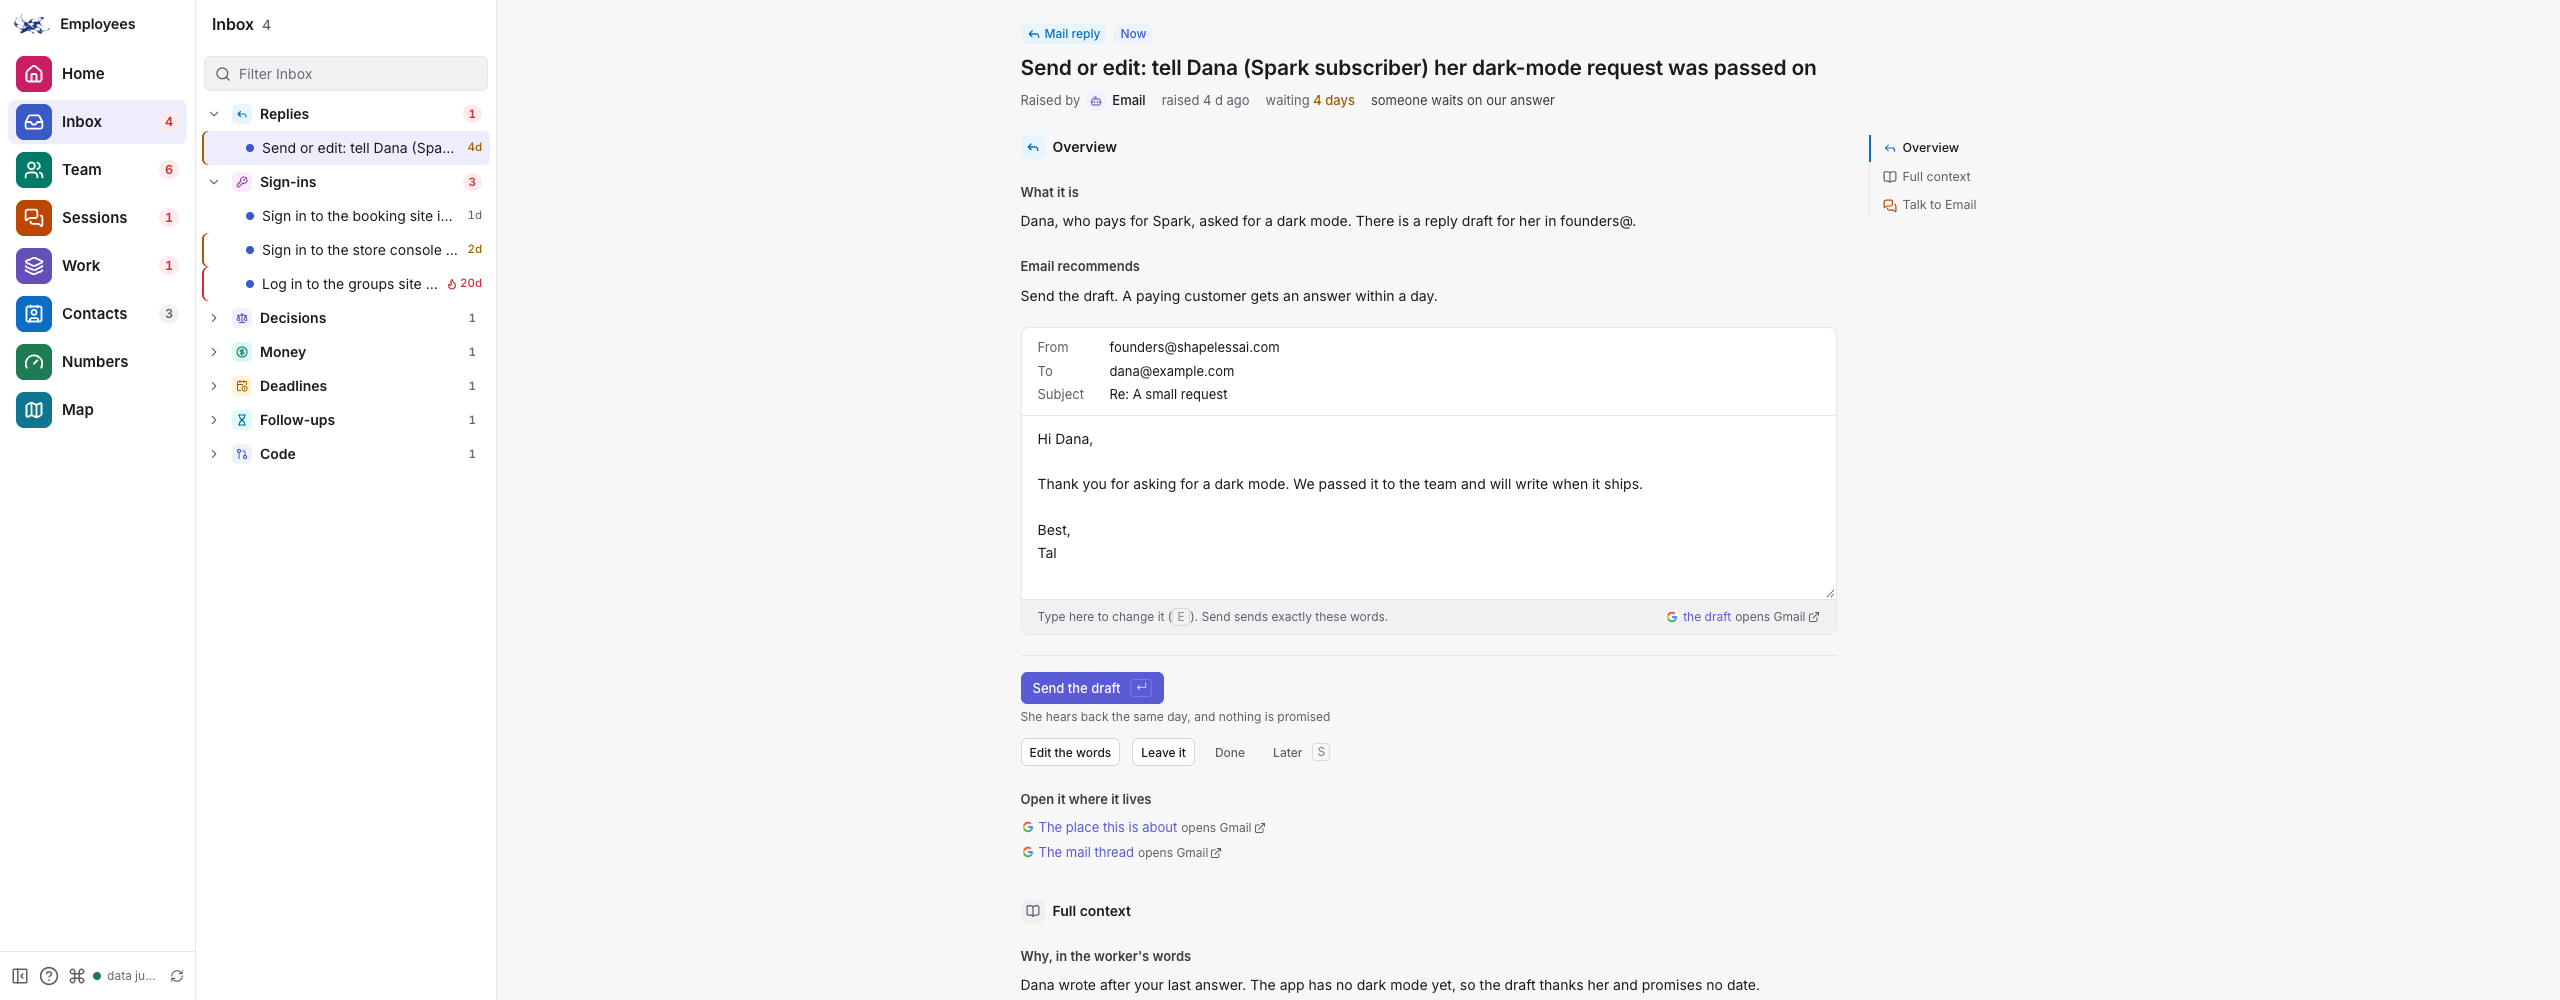 Employees
Home
Inbox 4
Team 6
Sessions 1
Work 1
Contacts 3
Numbers
Map
data ju...
Inbox 4
Filter Inbox
Replies 1
Send or edit: tell Dana (Spa... 4d
Sign-ins 3
Sign in to the booking site i... 1d
Sign in to the store console ... 2d
Log in to the groups site ... 20d
Decisions 1
Money 1
Deadlines 1
Follow-ups 1
Code 1
Mail reply Now
Send or edit: tell Dana (Spark subscriber) her dark-mode request was passed on
Raised by Email raised 4 d ago waiting 4 days someone waits on our answer
Overview
What it is
Dana, who pays for Spark, asked for a dark mode. There is a reply draft for her in founders@.
Email recommends
Send the draft. A paying customer gets an answer within a day.
From founders@shapelessai.com
To dana@example.com
Subject Re: A small request
Hi Dana,
Thank you for asking for a dark mode. We passed it to the team and will write when it ships.
Best,
Tal
Type here to change it (E). Send sends exactly these words. the draft opens Gmail
Send the draft
She hears back the same day, and nothing is promised
Edit the words Leave it Done Later S
Open it where it lives
The place this is about opens Gmail
The mail thread opens Gmail
Full context
Why, in the worker's words
Dana wrote after your last answer. The app has no dark mode yet, so the draft thanks her and promises no date.
Overview
Full context
Talk to Email